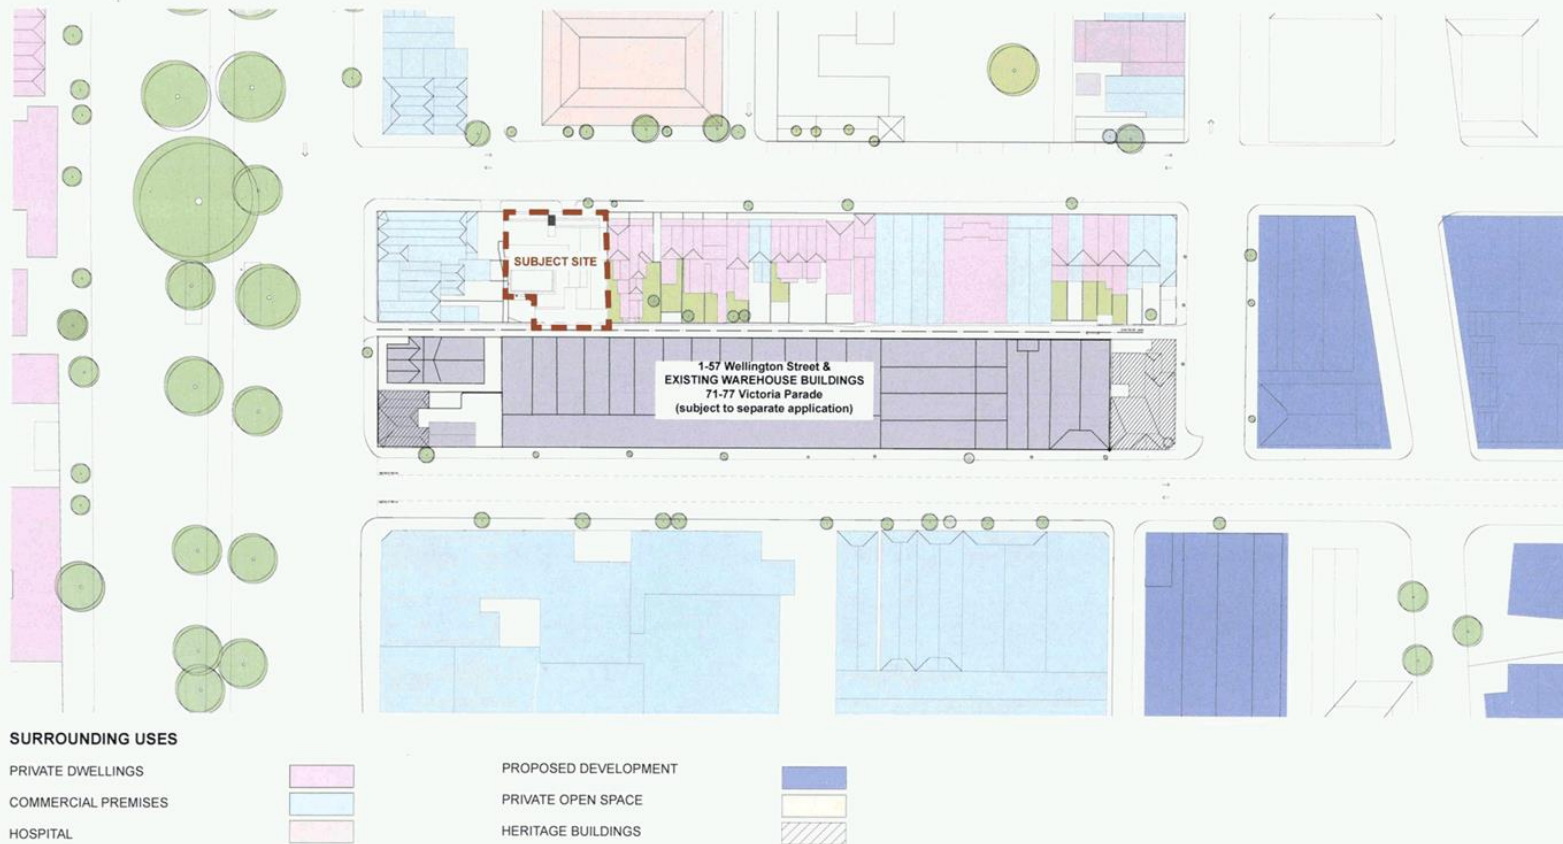 SUBJECT SITE
1-57 Wellington Street &
EXISTING WAREHOUSE BUILDINGS
71-77 Victoria Parade
(subject to separate application)
SURROUNDING USES
PRIVATE DWELLINGS
COMMERCIAL PREMISES
HOSPITAL
PROPOSED DEVELOPMENT
PRIVATE OPEN SPACE
HERITAGE BUILDINGS